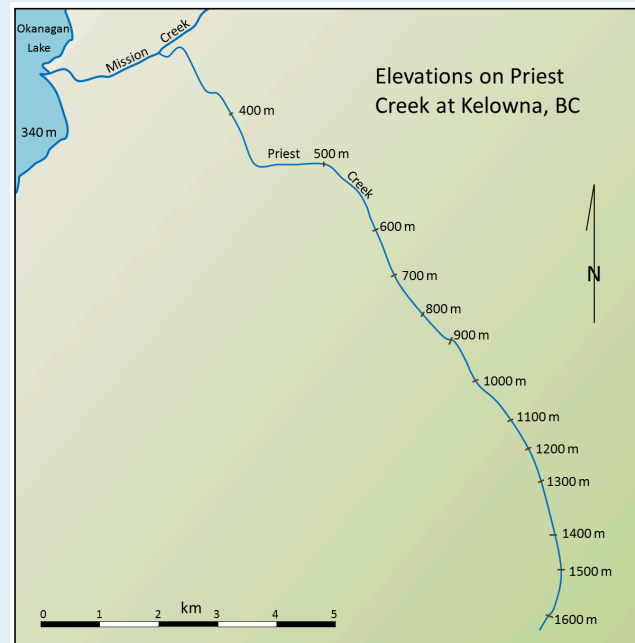 Okanagan
Lake
Mission
Creek
Elevations on Priest
Creek at Kelowna, BC
340 m
400 m
Priest
500 m
Creek
600 m
N
700 m
800 m
900 m
1000 m
1100 m
1200 m
1300 m
1400 m
1500 m
km
0 1 2 3 4 5
1600 m